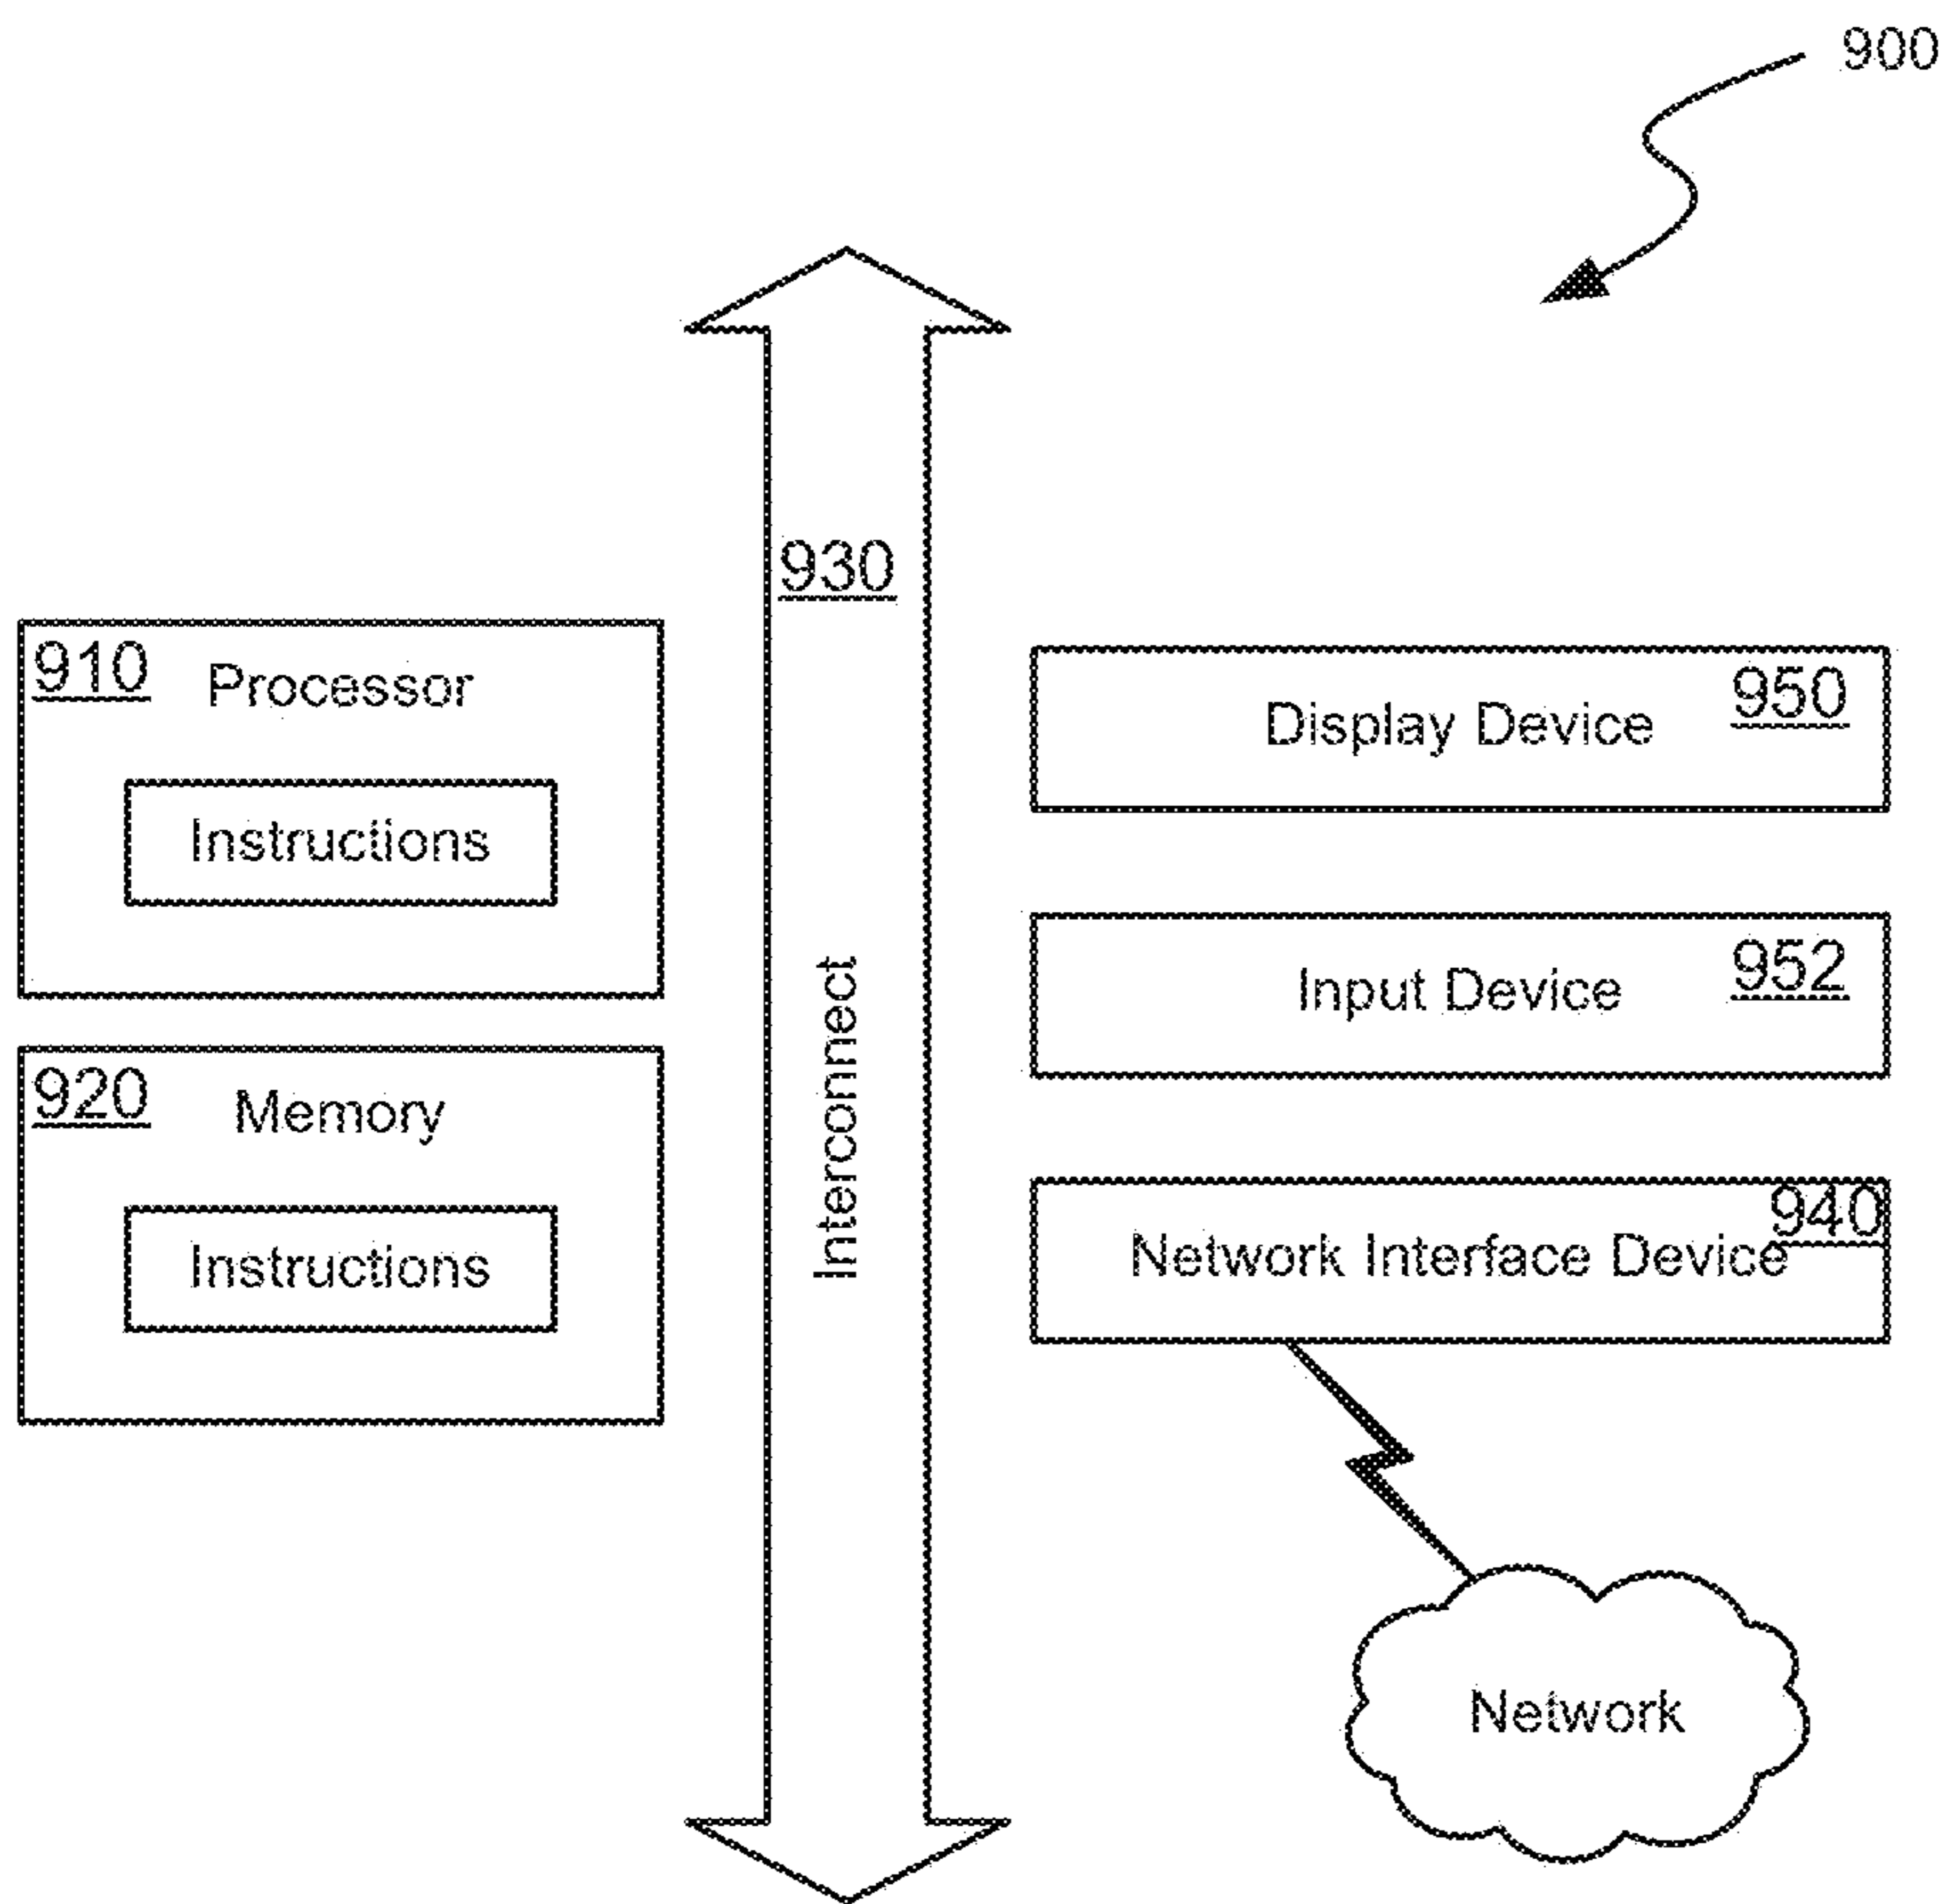 900
930
910
Processor
Instructions
920
Memory
Instructions
Interconnect
Display Device
950
Input Device
952
Network Interface Device
940
Network